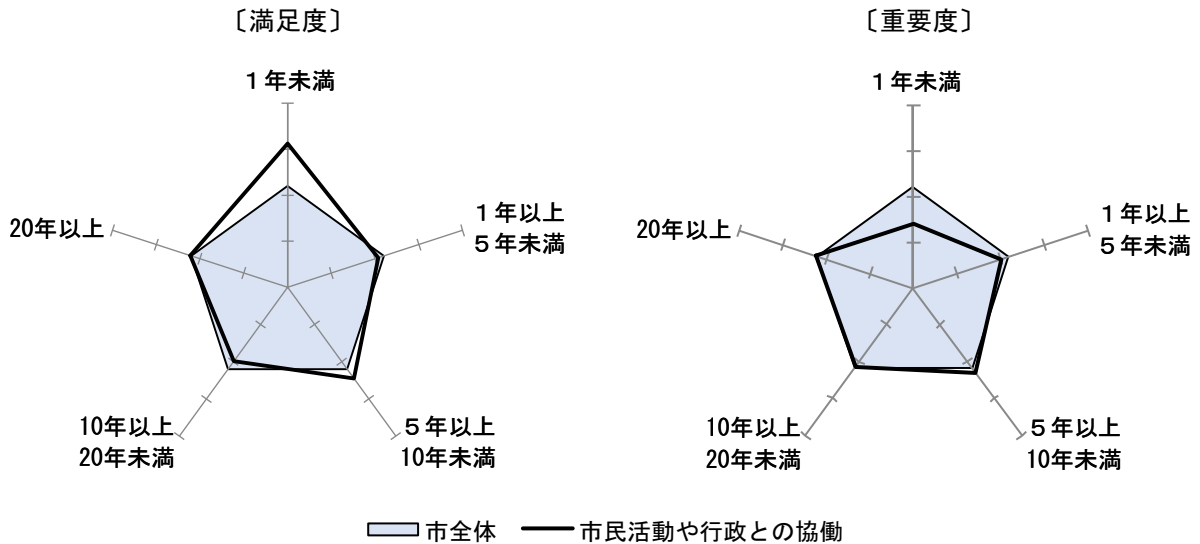 〔満足度〕
１年未満
１年以上
５年未満
５年以上
10年未満
10年以上
20年未満
20年以上
〔重要度〕
１年未満
１年以上
５年未満
５年以上
10年未満
10年以上
20年未満
20年以上
市全体
市民活動や行政との協働